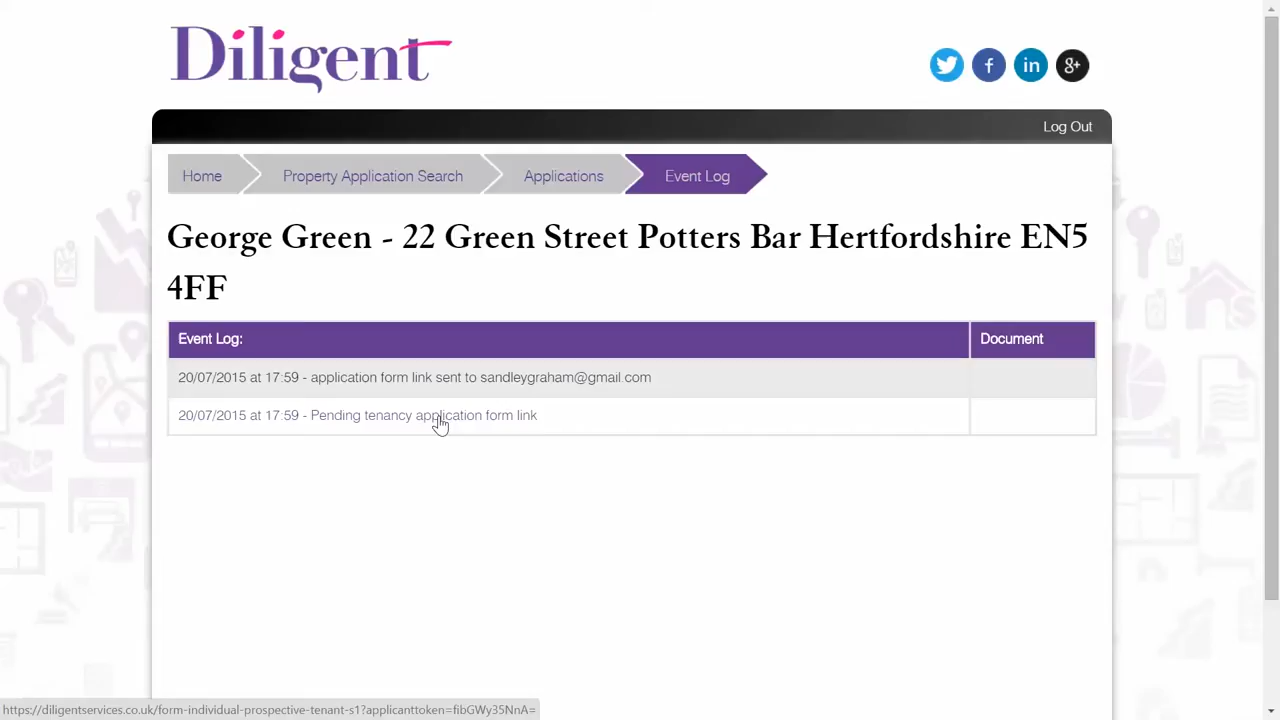 Diligent
Log Out
Home
Property Application Search
Applications
Event Log
George Green - 22 Green Street Potters Bar Hertfordshire EN5
4FF
Event Log:
Document
20/07/2015 at 17:59 - application form link sent to sandleygraham@gmail.com
20/07/2015 at 17:59 - Pending tenancy application form link
https://diligentservices.co.uk/form-individual-prospective-tenant-s1?applicanttoken=fibGWy35NnA=